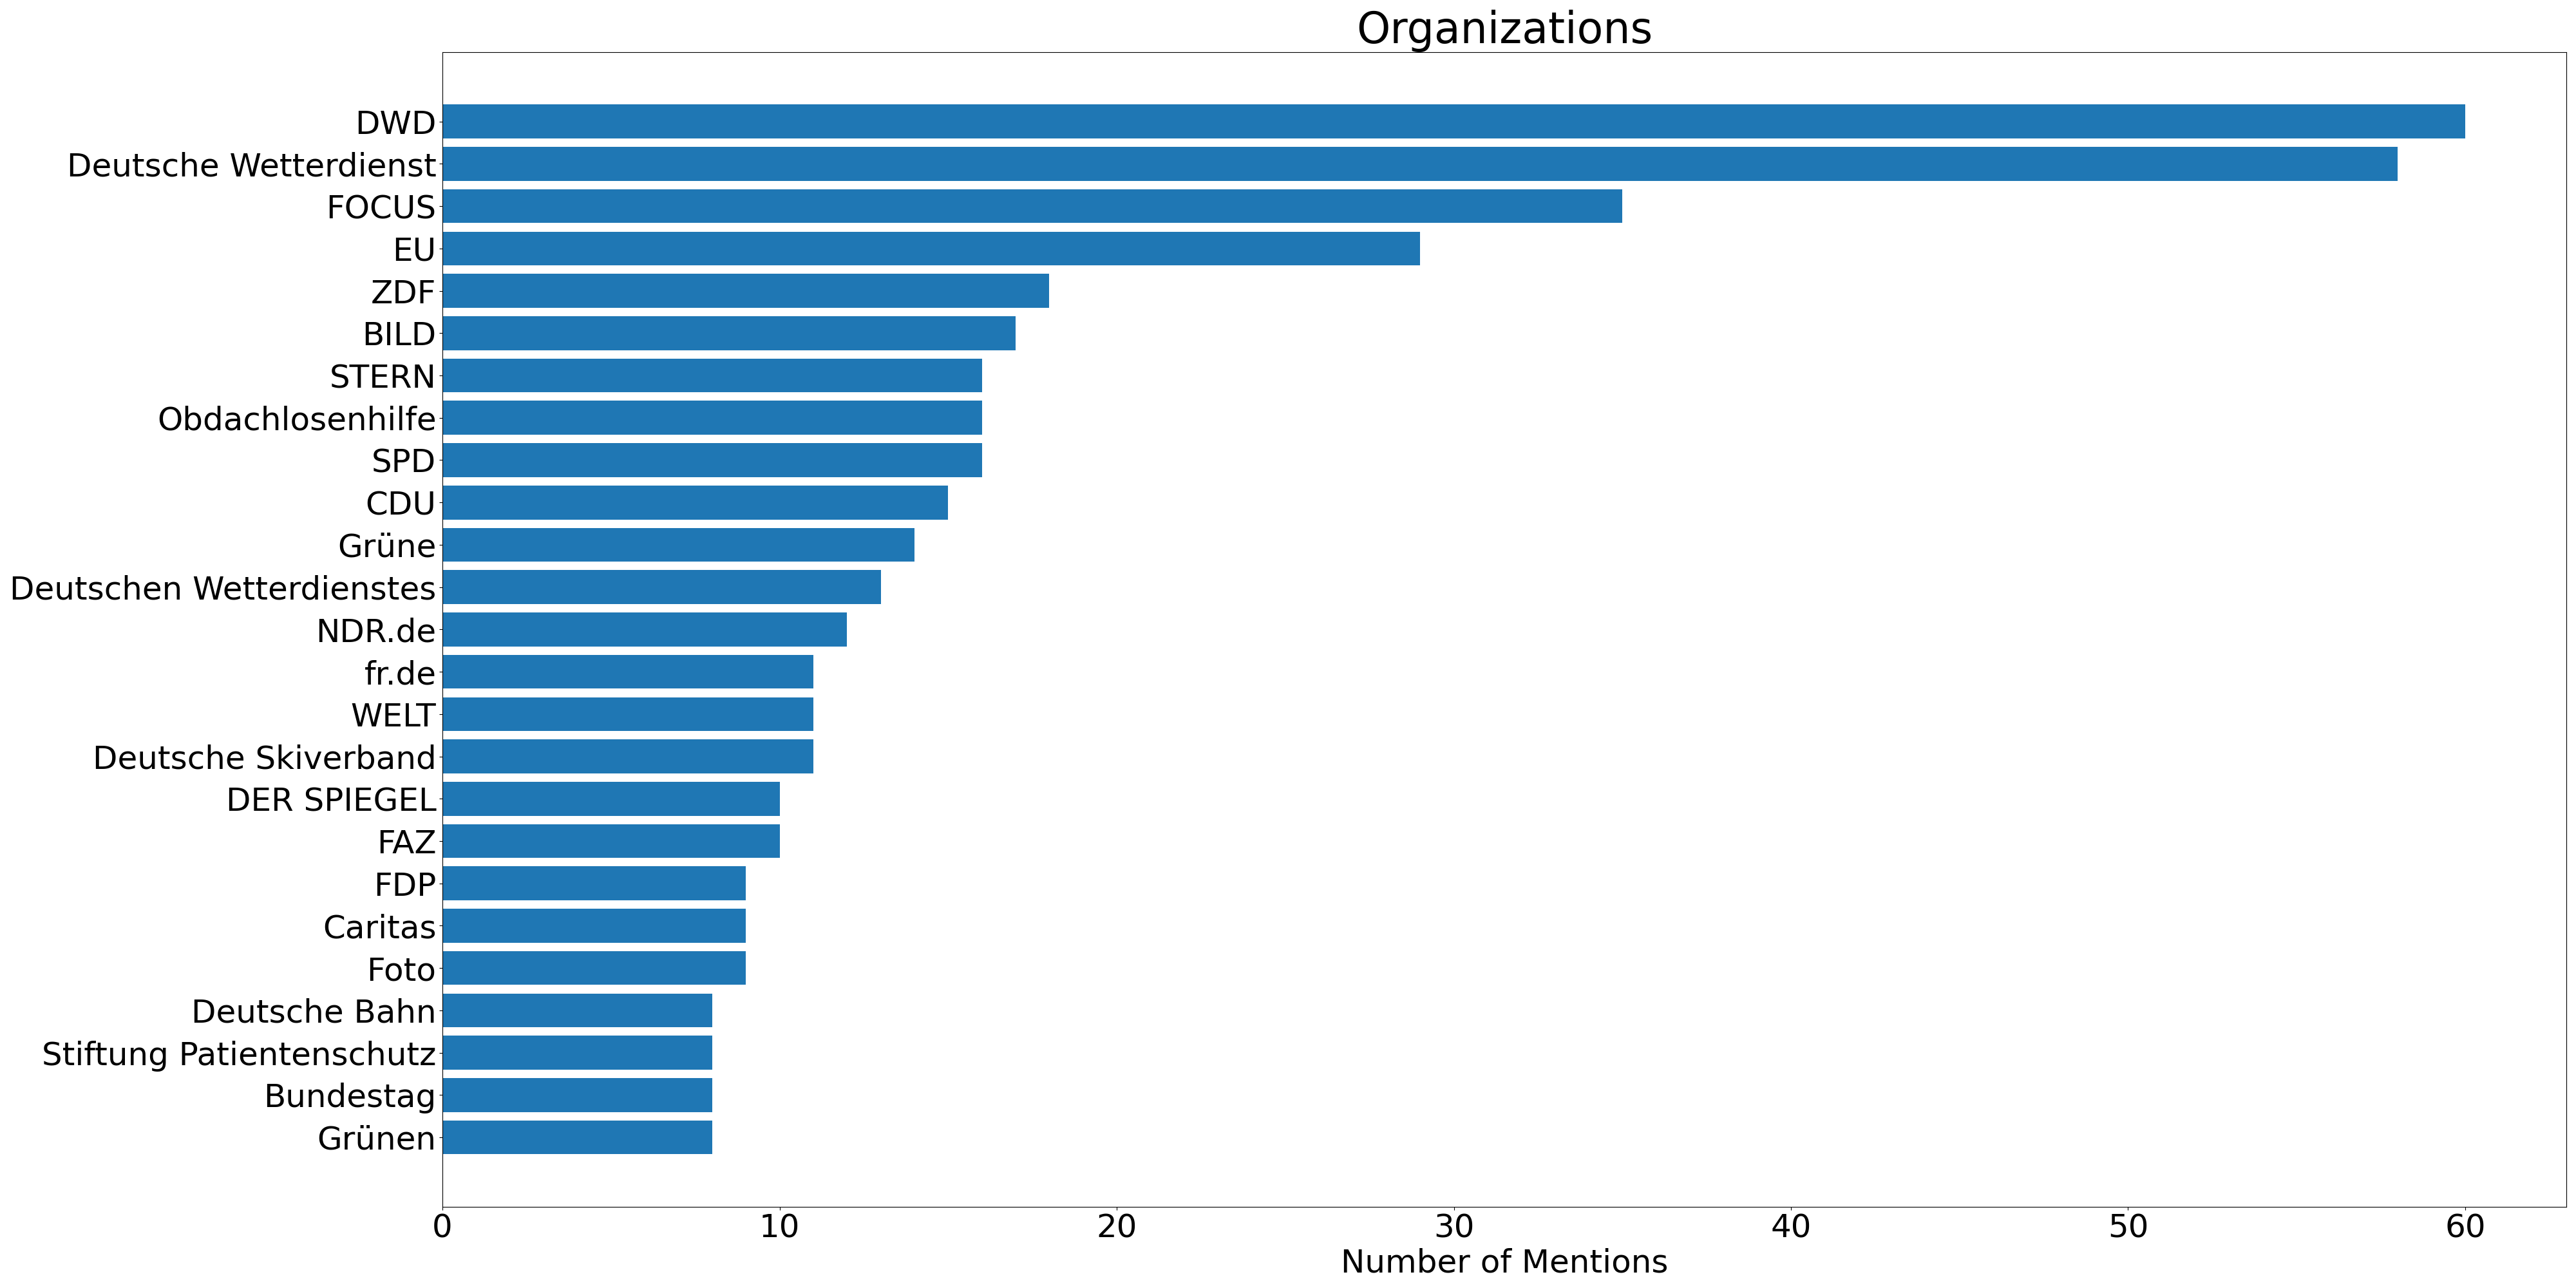 Organizations
DWD
Deutsche Wetterdienst
FOCUS
EU
ZDF
BILD
STERN
Obdachlosenhilfe
SPD
CDU
Grüne
Deutschen Wetterdienstes
NDR.de
fr.de
WELT
Deutsche Skiverband
DER SPIEGEL
FAZ
FDP
Caritas
Foto
Deutsche Bahn
Stiftung Patientenschutz
Bundestag
Grünen
0 10 20 30 40 50 60
Number of Mentions